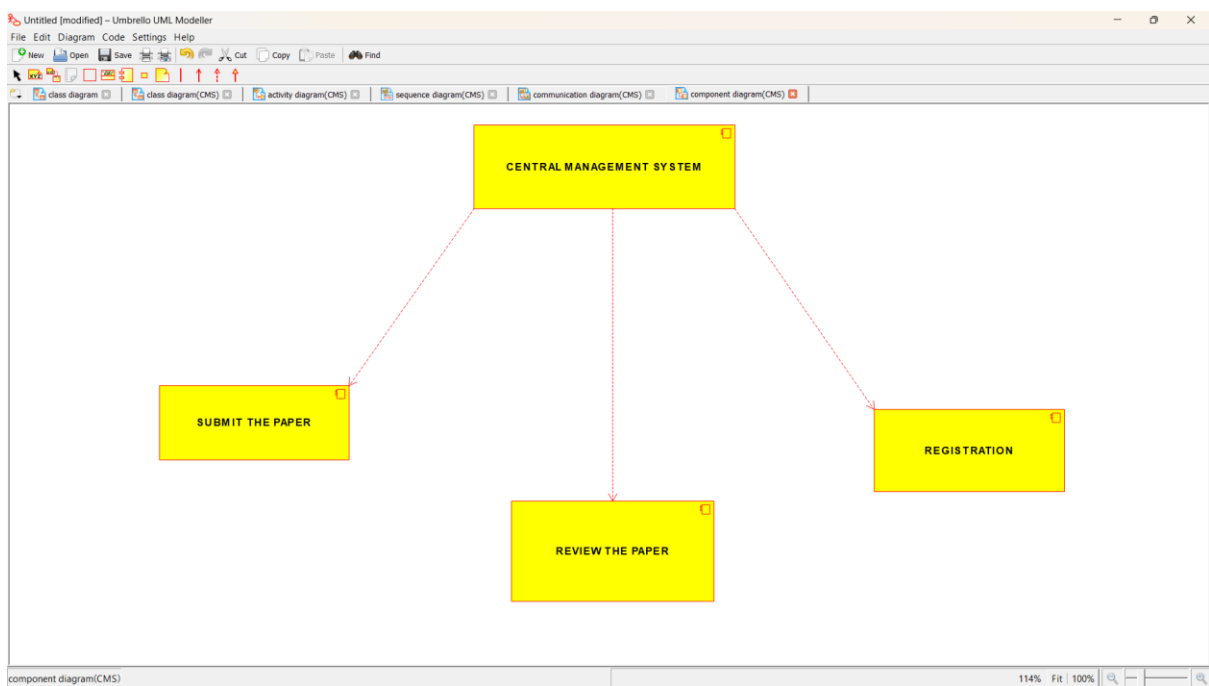 Untitled [modified] – Umbrello UML Modeller
File Edit Diagram Code Settings Help
New Open Save Cut Copy Paste Find
class diagram class diagram(CMS) activity diagram(CMS) sequence diagram(CMS) communication diagram(CMS) component diagram(CMS)
CENTRAL MANAGEMENT SYSTEM
SUBMIT THE PAPER
REGISTRATION
REVIEW THE PAPER
component diagram(CMS) 114% Fit 100%